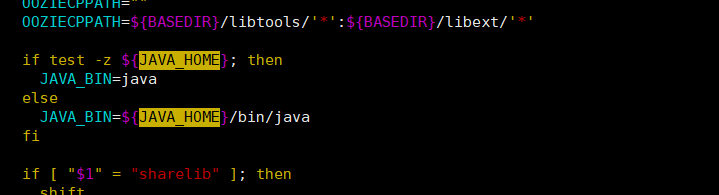 OOZIECPPATH=""
OOZIECPPATH=${BASEDIR}/libtools/'*':${BASEDIR}/libext/'*'
if test -z ${JAVA_HOME}; then
JAVA_BIN=java
else
JAVA_BIN=${JAVA_HOME}/bin/java
fi
if [ "$1" = "sharelib" ]; then
shift